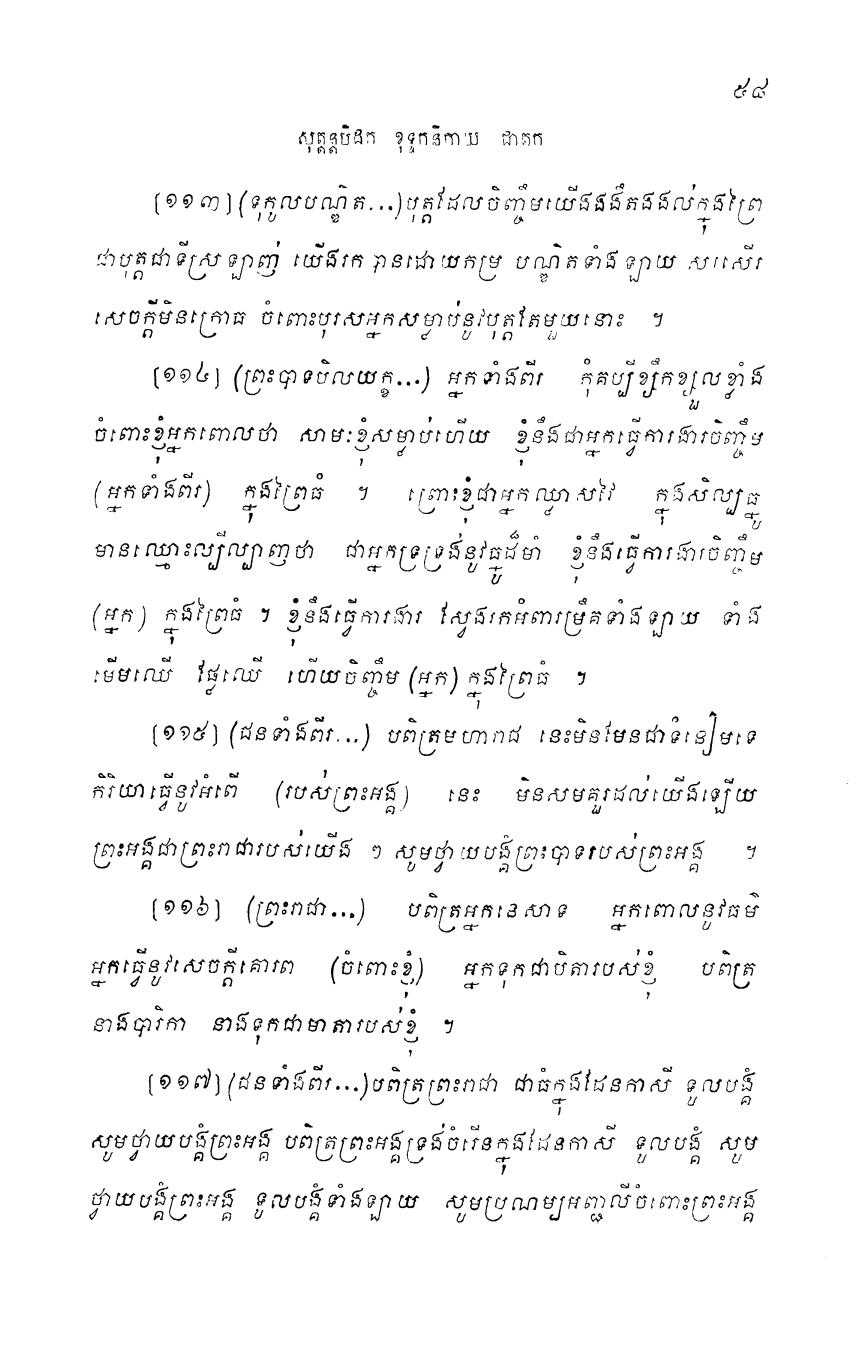 ៥៨
សុត្តន្តបិដក ខុទ្ទកនិកាយ ជាតក
[១១៣] (ទុកូលបណ្ឌិត...) បុត្តដែលចិញ្ចឹមយើងងងឹតងងល់ក្នុងព្រៃ
ជាបុត្តជាទីស្រឡាញ់ យើងរកបានដោយកម្រ បណ្ឌិតទាំងឡាយ សរសើរ
សេចក្តីមិនក្រោធ ចំពោះបុរសអ្នកសម្លាប់នូវបុត្តតែមួយនោះ ។
[១១៤] (ព្រះបាទបិលយក្ខ...) អ្នកទាំងពីរ កុំគប្បីខ្សឹកខ្សួលខ្លាំង
ចំពោះខ្ញុំអ្នកពោលថា សាមៈខ្ញុំសម្លាប់ហើយ ខ្ញុំនឹងជាអ្នកធ្វើការងារចិញ្ចឹម
(អ្នកទាំងពីរ) ក្នុងព្រៃធំ ។ ព្រោះខ្ញុំជាអ្នកឈ្លាសវៃ ក្នុងសិល្បធ្នូ
មានឈ្មោះល្បីល្បាញថា ជាអ្នកទ្រទ្រង់នូវធ្នូដ៏មាំ ខ្ញុំនឹងធ្វើការងារចិញ្ចឹម
(អ្នក) ក្នុងព្រៃធំ ។ ខ្ញុំនឹងធ្វើការងារ ស្វែងរកអំពារម្រឹគទាំងឡាយ ទាំង
មើមឈើ ផ្លែឈើ ហើយចិញ្ចឹម (អ្នក) ក្នុងព្រៃធំ ។
[១១៥] (ជនទាំងពីរ...) បពិត្រមហារាជ នេះមិនមែនជាទំនៀមទេ
កិរិយាធ្វើនូវអំពើ (របស់ព្រះអង្គ) នេះ មិនសមគួរដល់យើងឡើយ
ព្រះអង្គជាព្រះរាជារបស់យើង ៗ សូមថ្វាយបង្គំព្រះបាទរបស់ព្រះអង្គ ។
[១១៦] (ព្រះរាជា...) បពិត្រអ្នកនេសាទ អ្នកពោលនូវធម៌
អ្នកធ្វើនូវសេចក្តីគោរព (ចំពោះខ្ញុំ) អ្នកទុកជាបិតារបស់ខ្ញុំ បពិត្រ
នាងបារិកា នាងទុកជាមាតារបស់ខ្ញុំ ។
[១១៧] (ជនទាំងពីរ...) បពិត្រព្រះរាជា ជាធំក្នុងដែនកាសី ទូលបង្គំ
សូមថ្វាយបង្គំព្រះអង្គ បពិត្រព្រះអង្គទ្រង់ចំរើនក្នុងដែនកាសី ទូលបង្គំ សូម
ថ្វាយបង្គំព្រះអង្គ ទូលបង្គំទាំងឡាយ សូមប្រណម្យអញ្ជលីចំពោះព្រះអង្គ